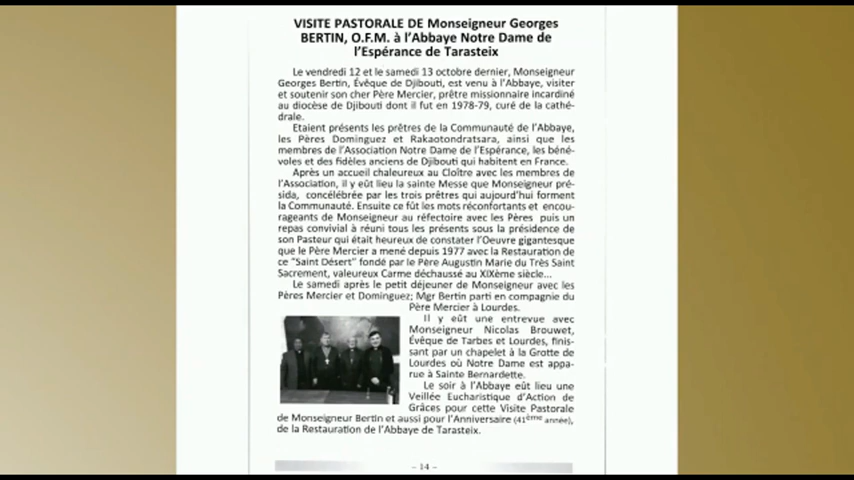 VISITE PASTORALE DE Monseigneur Georges
BERTIN, O.F.M. à l'Abbaye Notre Dame de
l'Espérance de Tarasteix
Le vendredi 12 et le samedi 13 octobre dernier, Monseigneur
Georges Bertin, Évêque de Djibouti, est venu à l'Abbaye, visiter
et soutenir son cher Père Mercier, prêtre missionnaire incardiné
au diocèse de Djibouti dont il fut en 1978-79, curé de la cathé-
drale.
Etaient présents les prêtres de la Communauté de l'Abbaye,
les Pères Dominguez et Rakaotondratsara, ainsi que les
membres de l'Association Notre Dame de l'Espérance, les béné-
voles et des fidèles anciens de Djibouti qui habitent en France.
Après un accueil chaleureux au Cloître avec les membres de
l'Association, il y eût lieu la sainte Messe que Monseigneur pré-
sida, concélébrée par les trois prêtres qui aujourd'hui forment
la Communauté. Ensuite ce fût les mots réconfortants et encou-
rageants de Monseigneur au réfectoire avec les Pères puis un
repas convivial à réuni tous les présents sous la présidence de
son Pasteur qui était heureux de constater l'Oeuvre gigantesque
que le Père Mercier a mené depuis 1977 avec la Restauration de
ce "Saint Désert" fondé par le Père Augustin Marie du Très Saint
Sacrement, valeureux Carme déchaussé au XIXème siècle...
Le samedi après le petit déjeuner de Monseigneur avec les
Pères Mercier et Dominguez; Mgr Bertin parti en compagnie du
Père Mercier à Lourdes.
Il y eût une entrevue avec
Monseigneur Nicolas Brouwet,
Évêque de Tarbes et Lourdes, finis-
sant par un chapelet à la Grotte de
Lourdes où Notre Dame est appa-
rue à Sainte Bernardette.
Le soir à l'Abbaye eût lieu une
Veillée Eucharistique d'Action de
Grâces pour cette Visite Pastorale
de Monseigneur Bertin et aussi pour l'Anniversaire (41ème année),
de la Restauration de l'Abbaye de Tarasteix.
– 14 –